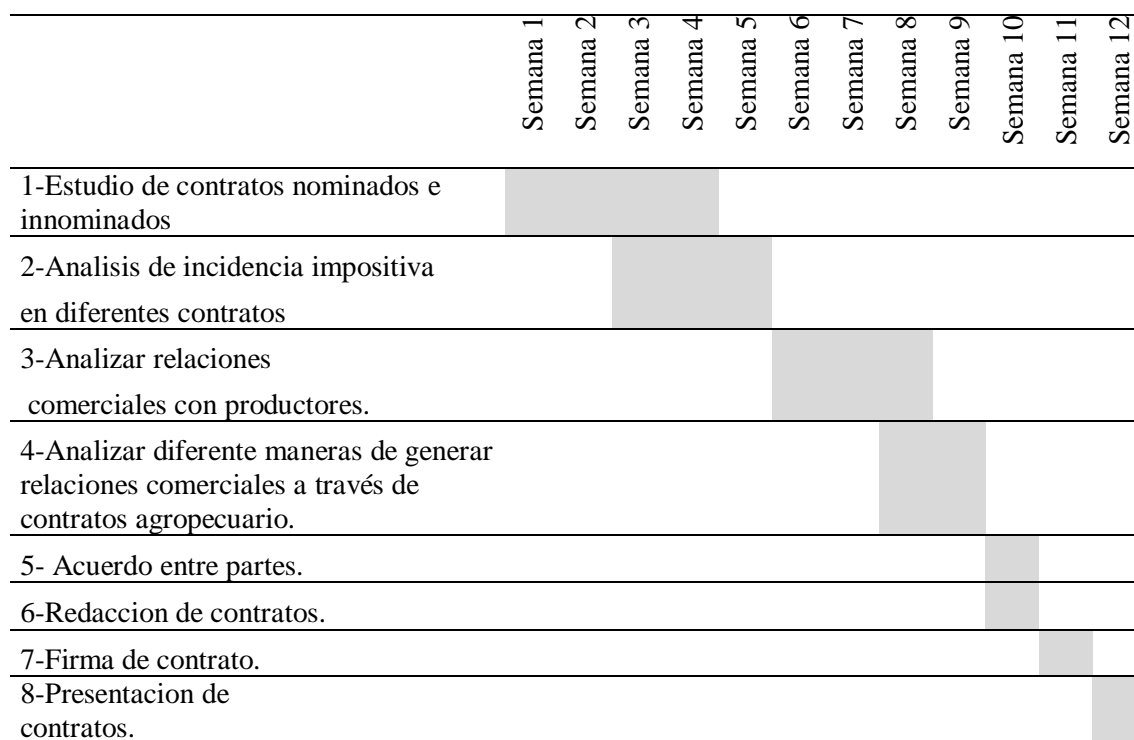 Semana 1
Semana 2
Semana 3
Semana 4
Semana 5
Semana 6
Semana 7
Semana 8
Semana 9
Semana 10
Semana 11
Semana 12
1-Estudio de contratos nominados e
innominados
2-Analisis de incidencia impositiva
en diferentes contratos
3-Analizar relaciones
comerciales con productores.
4-Analizar diferente maneras de generar
relaciones comerciales a través de
contratos agropecuario.
5- Acuerdo entre partes.
6-Redaccion de contratos.
7-Firma de contrato.
8-Presentacion de
contratos.